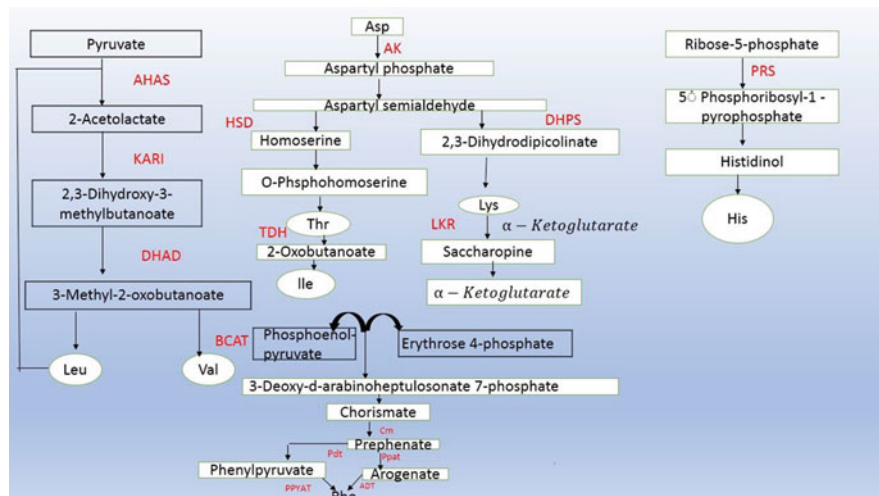 Pyruvate
AHAS
2-Acetolactate
KARI
2,3-Dihydroxy-3-
methylbutanoate
DHAD
3-Methyl-2-oxobutanoate
BCAT
Leu
Val
Asp
AK
Aspartyl phosphate
Aspartyl semialdehyde
HSD
DHPS
Homoserine
2,3-Dihydrodipicolinate
O-Phsphohomoserine
Thr
Lys
TDH
LKR
α − Ketoglutarate
2-Oxobutanoate
Saccharopine
Ile
α − Ketoglutarate
Phosphoenol-
pyruvate
Erythrose 4-phosphate
3-Deoxy-d-arabinoheptulosonate 7-phosphate
Chorismate
Cm
Prephenate
Pdt
Ppat
Phenylpyruvate
Arogenate
PPYAT
ADT
Phe
Ribose-5-phosphate
PRS
Phosphoribosyl-1 -
pyrophosphate
Histidinol
His